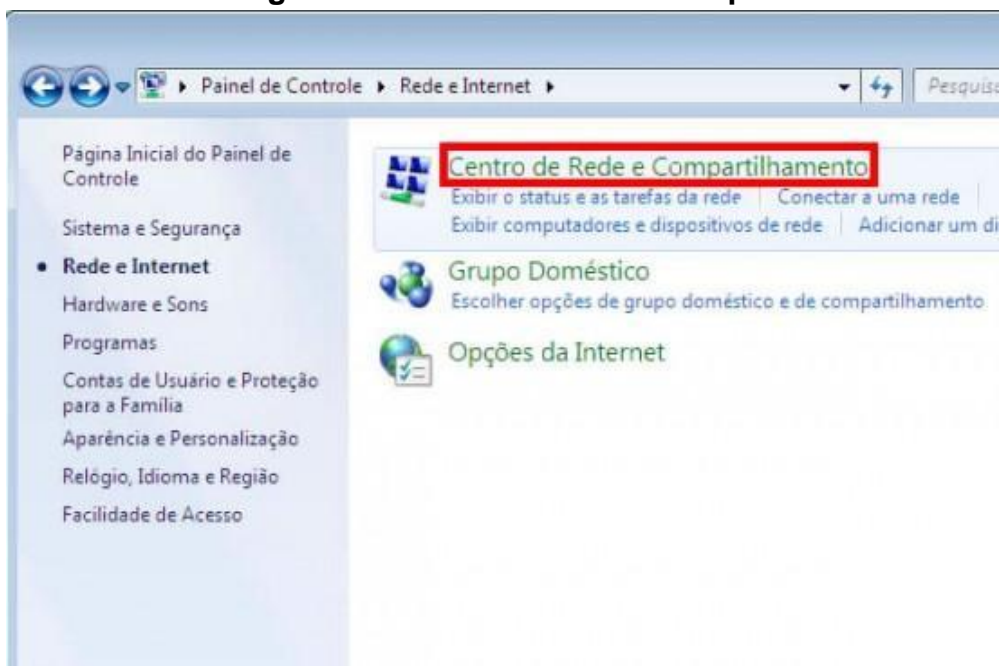 Painel de Controle ▸ Rede e Internet ▸
Página Inicial do Painel de
Controle
Sistema e Segurança
• Rede e Internet
Hardware e Sons
Programas
Contas de Usuário e Proteção
para a Família
Aparência e Personalização
Relógio, Idioma e Região
Facilidade de Acesso
Centro de Rede e Compartilhamento
Exibir o status e as tarefas da rede | Conectar a uma rede |
Exibir computadores e dispositivos de rede | Adicionar um
Grupo Doméstico
Escolher opções de grupo doméstico e de compartilhamento
Opções da Internet